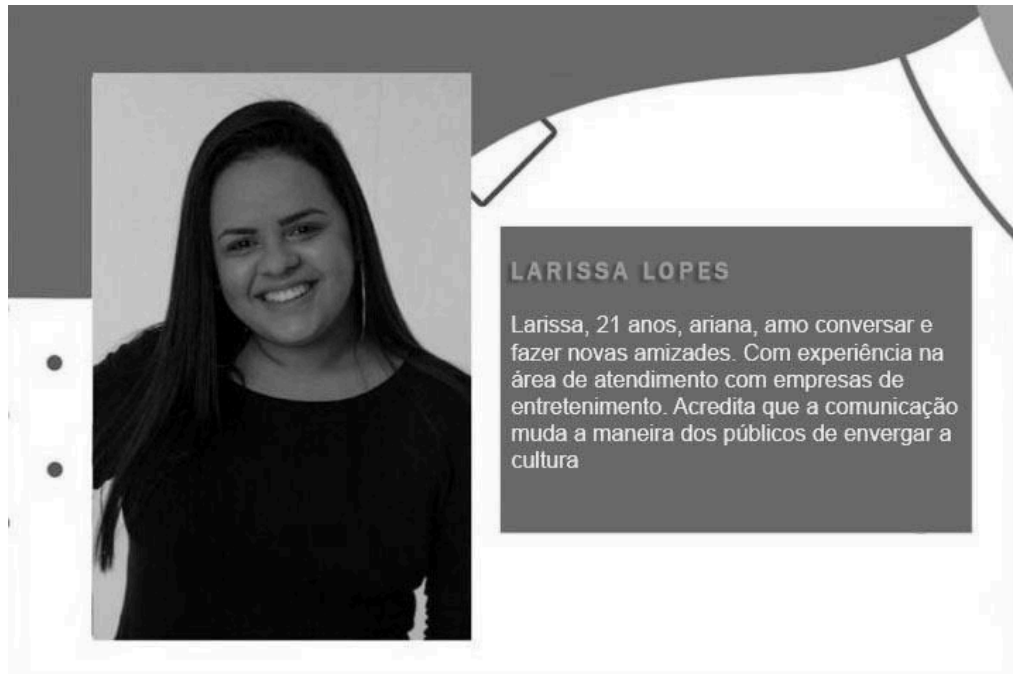 LARISSA LOPES
Larissa, 21 anos, ariana, amo conversar e
fazer novas amizades. Com experiência na
área de atendimento com empresas de
entretenimento. Acredita que a comunicação
muda a maneira dos públicos de envergar a
cultura